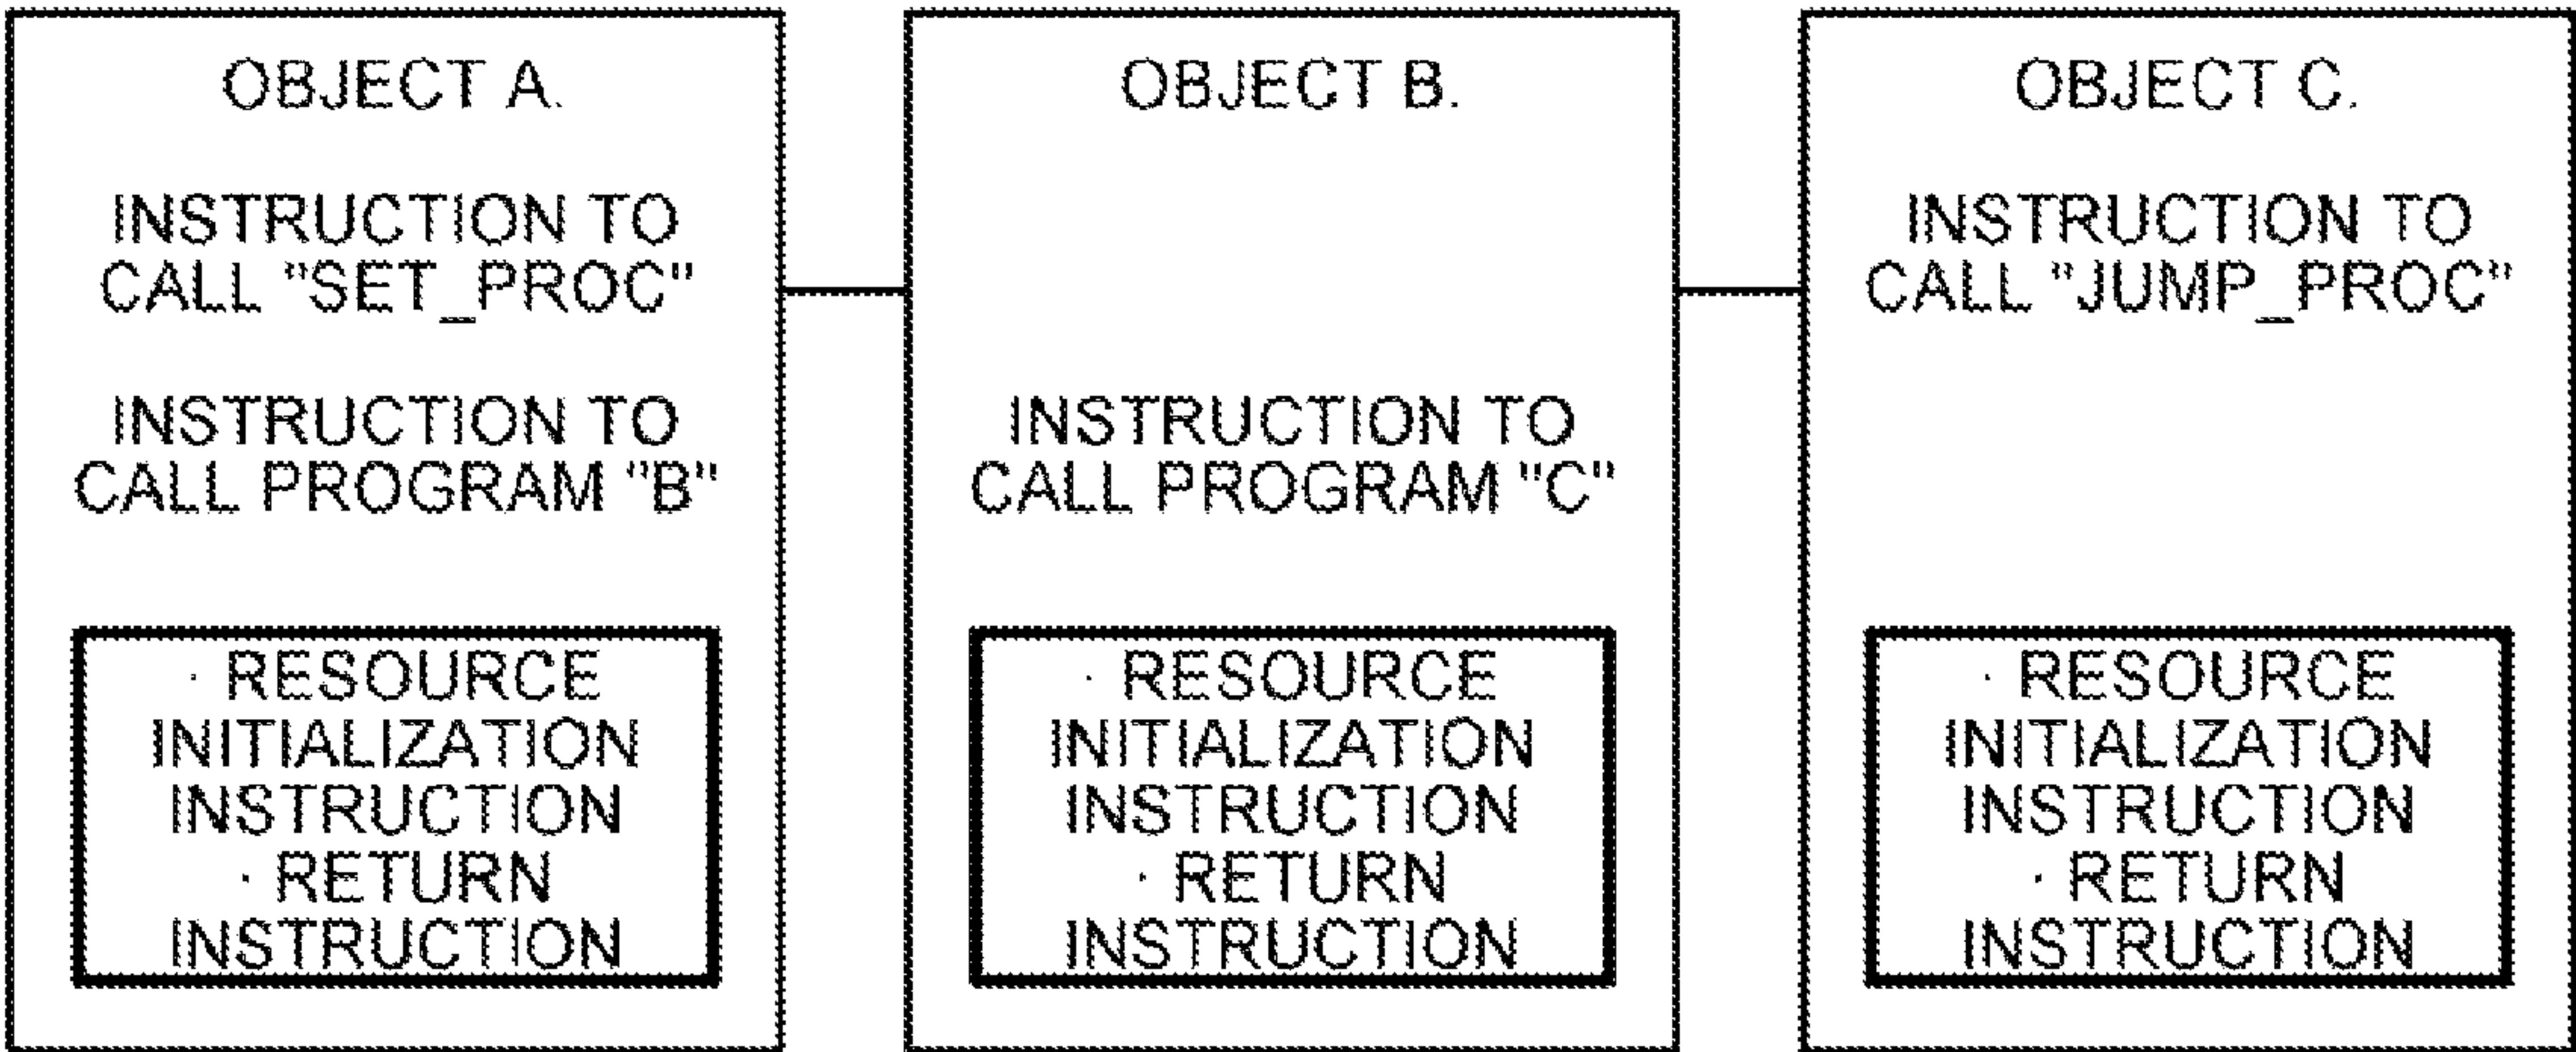 OBJECT A.
INSTRUCTION TO
CALL "SET_PROC"
INSTRUCTION TO
CALL PROGRAM "B"
· RESOURCE
INITIALIZATION
INSTRUCTION
· RETURN
INSTRUCTION
OBJECT B.
INSTRUCTION TO
CALL PROGRAM "C"
· RESOURCE
INITIALIZATION
INSTRUCTION
· RETURN
INSTRUCTION
OBJECT C.
INSTRUCTION TO
CALL "JUMP_PROC"
· RESOURCE
INITIALIZATION
INSTRUCTION
· RETURN
INSTRUCTION